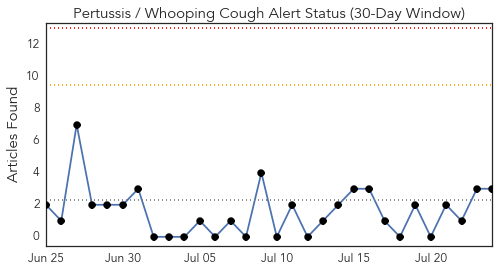 Pertussis / Whooping Cough Alert Status (30-Day Window)
Articles Found
12
10
8
6
4
2
0
Jun 25 Jun 30 Jul 05 Jul 10 Jul 15 Jul 20